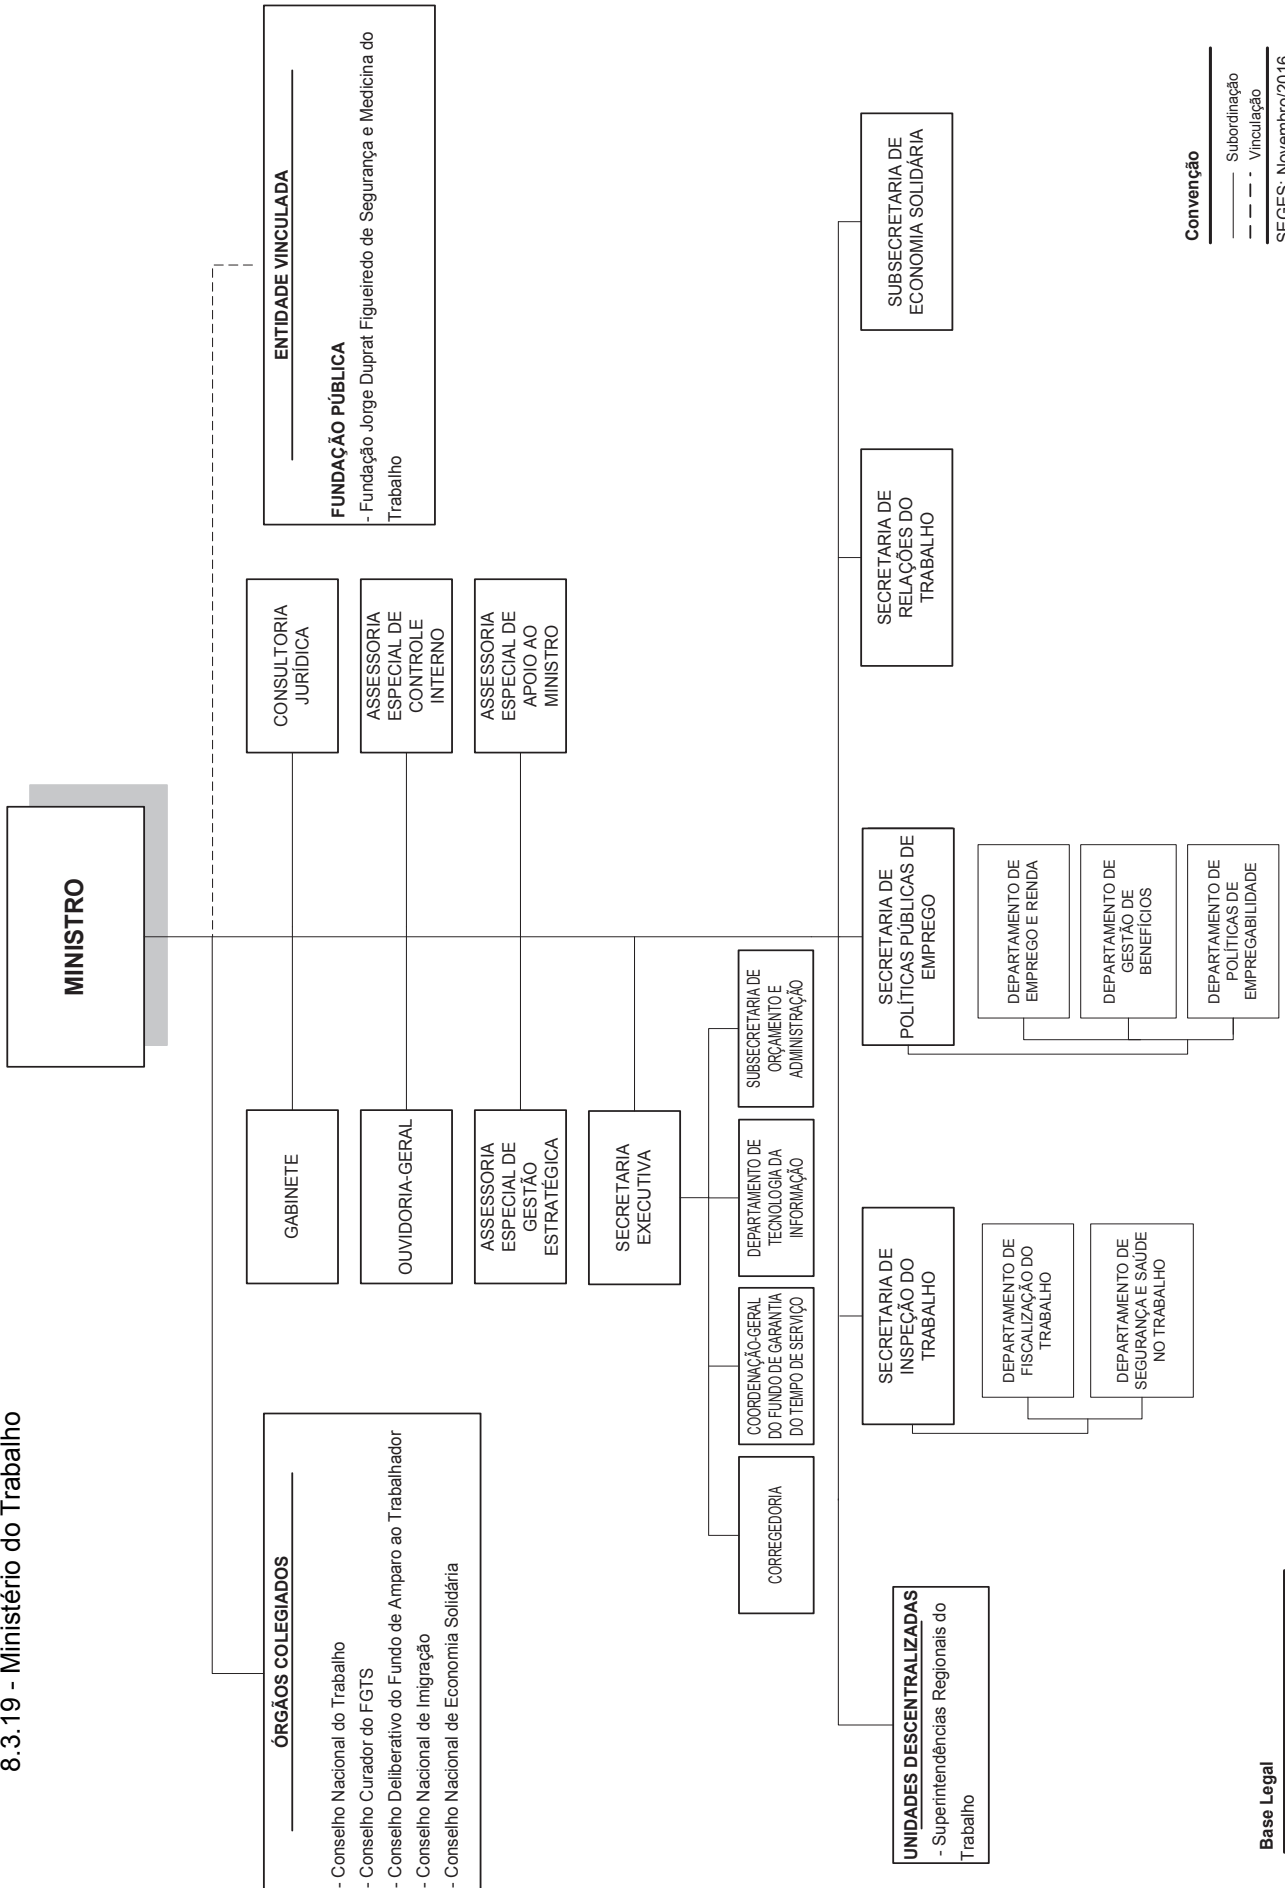 8.3.19 - Ministério do Trabalho
MINISTRO
ÓRGÃOS COLEGIADOS
- Conselho Nacional do Trabalho
- Conselho Curador do FGTS
- Conselho Deliberativo do Fundo de Amparo ao Trabalhador
- Conselho Nacional de Imigração
- Conselho Nacional de Economia Solidária
GABINETE
CONSULTORIA
JURÍDICA
ENTIDADE VINCULADA
FUNDAÇÃO PÚBLICA
- Fundação Jorge Duprat Figueiredo de Segurança e Medicina do
Trabalho
OUVIDORIA-GERAL
ASSESSORIA
ESPECIAL DE
CONTROLE
INTERNO
ASSESSORIA
ESPECIAL DE
GESTÃO
ESTRATÉGICA
ASSESSORIA
ESPECIAL DE
APOIO AO
MINISTRO
SECRETARIA
EXECUTIVA
CORREGEDORIA
COORDENAÇÃO-GERAL
DO FUNDO DE GARANTIA
DO TEMPO DE SERVIÇO
DEPARTAMENTO DE
TECNOLOGIA DA
INFORMAÇÃO
SUBSECRETARIA DE
ORÇAMENTO E
ADMINISTRAÇÃO
UNIDADES DESCENTRALIZADAS
- Superintendências Regionais do
Trabalho
SECRETARIA DE
INSPEÇÃO DO
TRABALHO
DEPARTAMENTO DE
FISCALIZAÇÃO DO
TRABALHO
DEPARTAMENTO DE
SEGURANÇA E SAÚDE
NO TRABALHO
SECRETARIA DE
POLÍTICAS PÚBLICAS DE
EMPREGO
DEPARTAMENTO DE
EMPREGO E RENDA
DEPARTAMENTO DE
GESTÃO DE
BENEFÍCIOS
DEPARTAMENTO DE
POLÍTICAS DE
EMPREGABILIDADE
SECRETARIA DE
RELAÇÕES DO
TRABALHO
SUBSECRETARIA DE
ECONOMIA SOLIDÁRIA
Base Legal
Convenção
Subordinação
Vinculação
SEGES: Novembro/2016